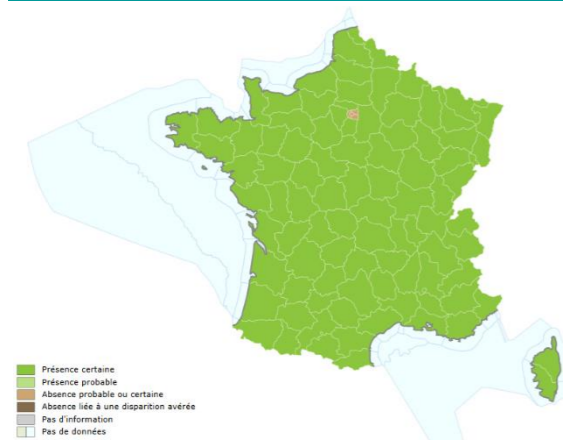 Présence certaine
Présence probable
Absence probable ou certaine
Absence liée à une disparition avérée
Pas d'information
Pas de données